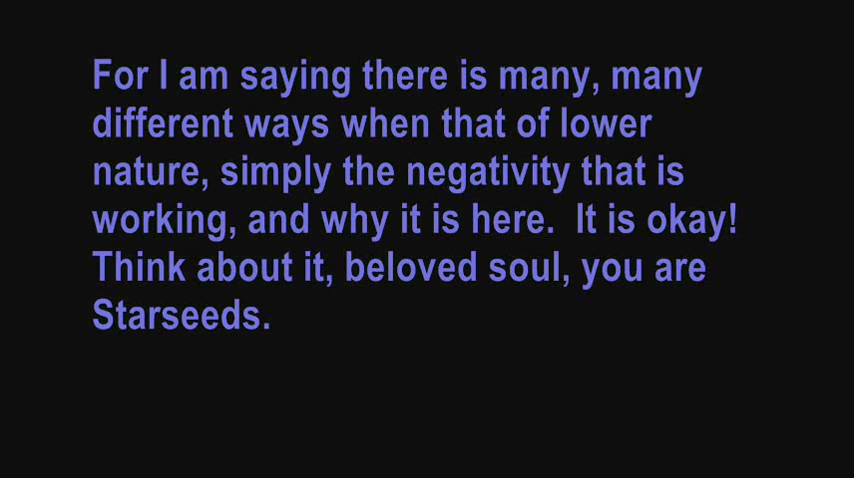 For I am saying there is many, many
different ways when that of lower
nature, simply the negativity that is
working, and why it is here.  It is okay!
Think about it, beloved soul, you are
Starseeds.